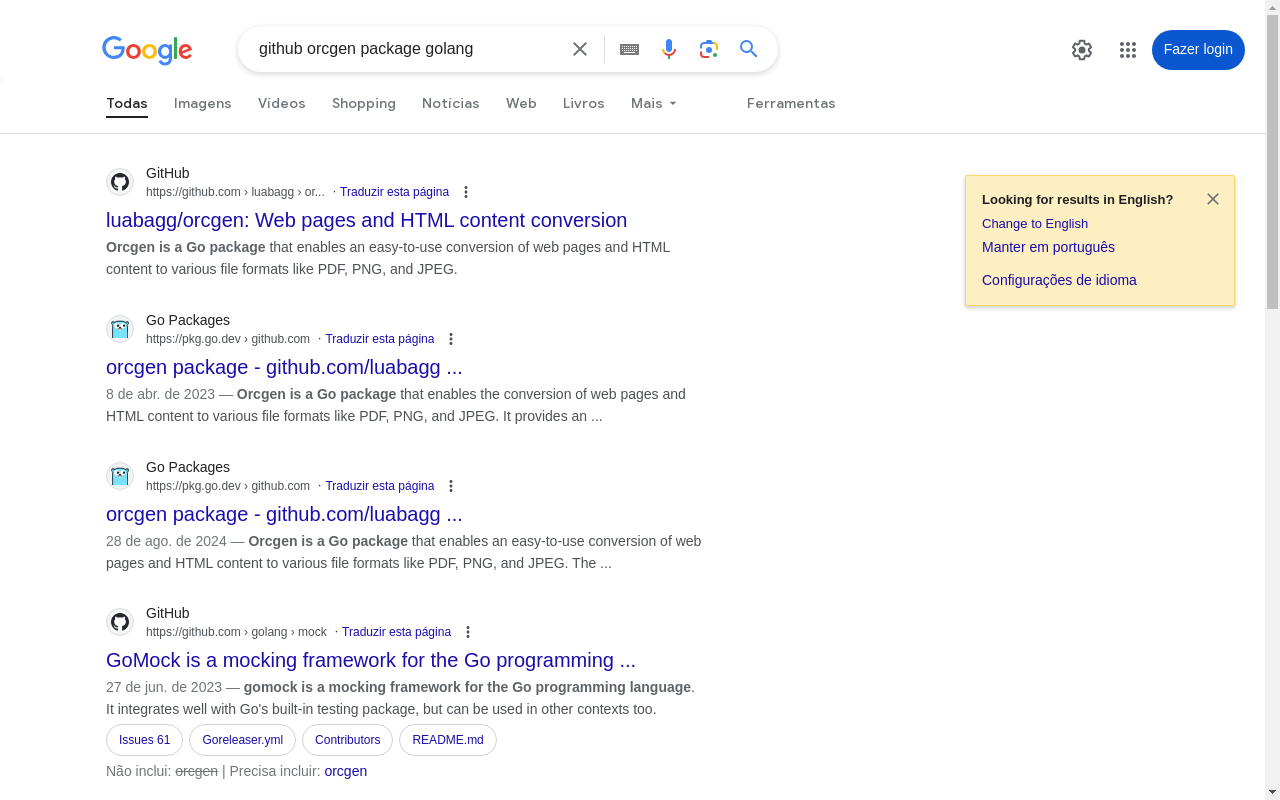 Google
github orcgen package golang
Fazer login
Todas
Imagens
Vídeos
Shopping
Notícias
Web
Livros
Mais
Ferramentas
GitHub
https://github.com › luabagg › or... · Traduzir esta página
luabagg/orcgen: Web pages and HTML content conversion
Orcgen is a Go package that enables an easy-to-use conversion of web pages and HTML
content to various file formats like PDF, PNG, and JPEG.
Looking for results in English?
Change to English
Manter em português
Configurações de idioma
Go Packages
https://pkg.go.dev › github.com · Traduzir esta página
orcgen package - github.com/luabagg ...
8 de abr. de 2023 — Orcgen is a Go package that enables the conversion of web pages and
HTML content to various file formats like PDF, PNG, and JPEG. It provides an ...
Go Packages
https://pkg.go.dev › github.com · Traduzir esta página
orcgen package - github.com/luabagg ...
28 de ago. de 2024 — Orcgen is a Go package that enables an easy-to-use conversion of web
pages and HTML content to various file formats like PDF, PNG, and JPEG. The ...
GitHub
https://github.com › golang › mock · Traduzir esta página
GoMock is a mocking framework for the Go programming ...
27 de jun. de 2023 — gomock is a mocking framework for the Go programming language.
It integrates well with Go's built-in testing package, but can be used in other contexts too.
Issues 61
Goreleaser.yml
Contributors
README.md
Não inclui: orcgen | Precisa incluir: orcgen